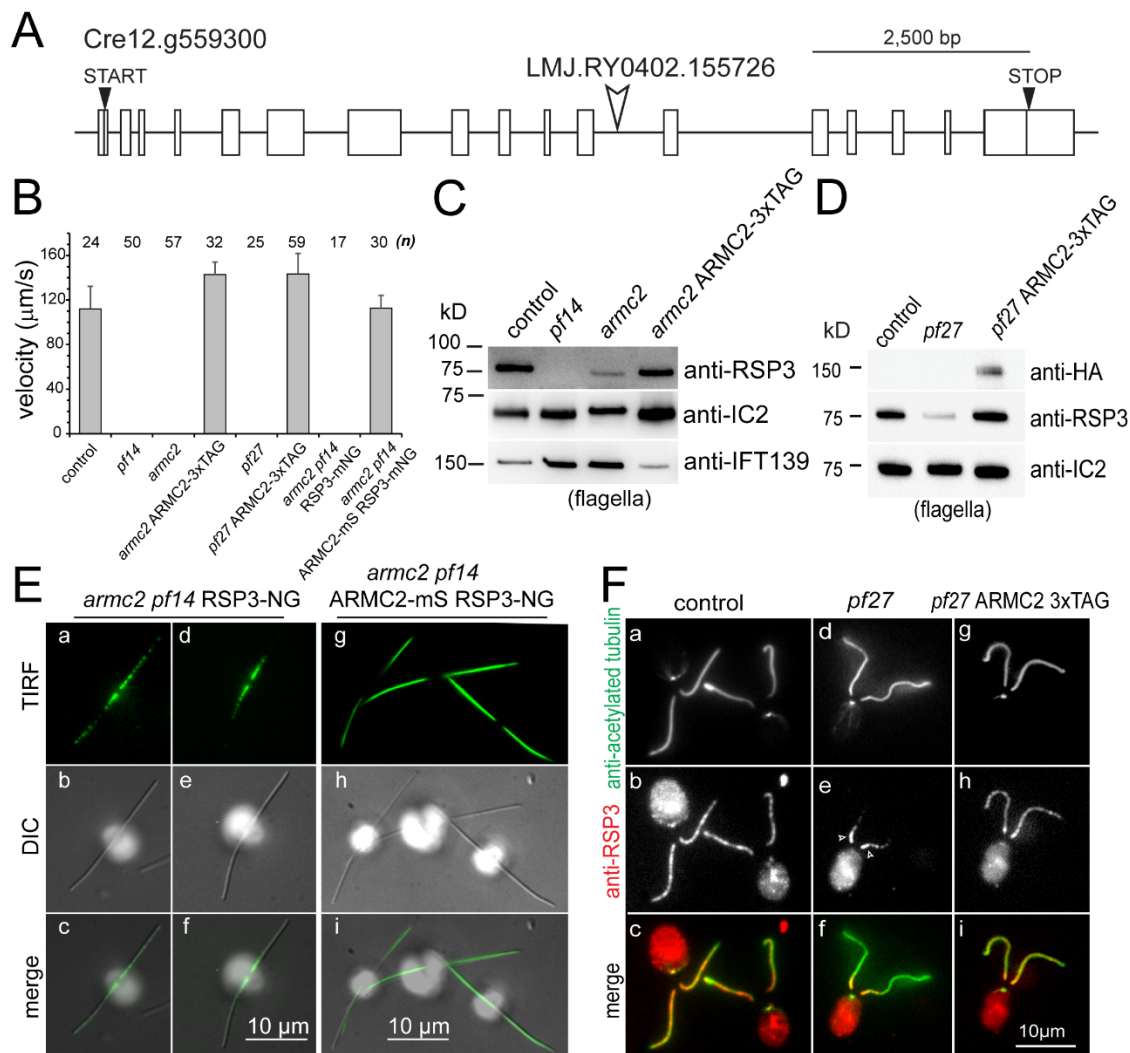 A
Cre12.g559300
2,500 bp
START
LMJ.RY0402.155726
STOP
B
24 50 57 32 25 59 17 30 (n)
velocity (µm/s)
160
120
80
40
0
control
pf14
armc2
armc2 ARMC2-3xTAG
pf27
pf27 ARMC2-3xTAG
armc2 pf14
RSP3-mNG
armc2 pf14
ARMC2-mS RSP3-mNG
C
kD
control
pf14
armc2
armc2 ARMC2-3xTAG
100
75
anti-RSP3
75
anti-IC2
150
anti-IFT139
(flagella)
D
kD
control
pf27
pf27 ARMC2-3xTAG
150
anti-HA
75
anti-RSP3
75
anti-IC2
(flagella)
E
armc2 pf14 RSP3-NG
armc2 pf14
ARMC2-mS RSP3-NG
TIRF
a
d
g
DIC
b
e
h
merge
c
f
i
10 µm
10 µm
F
control
pf27
pf27 ARMC2 3xTAG
anti-acetylated tubulin
a
d
g
anti-RSP3
b
e
h
merge
c
f
i
10µm